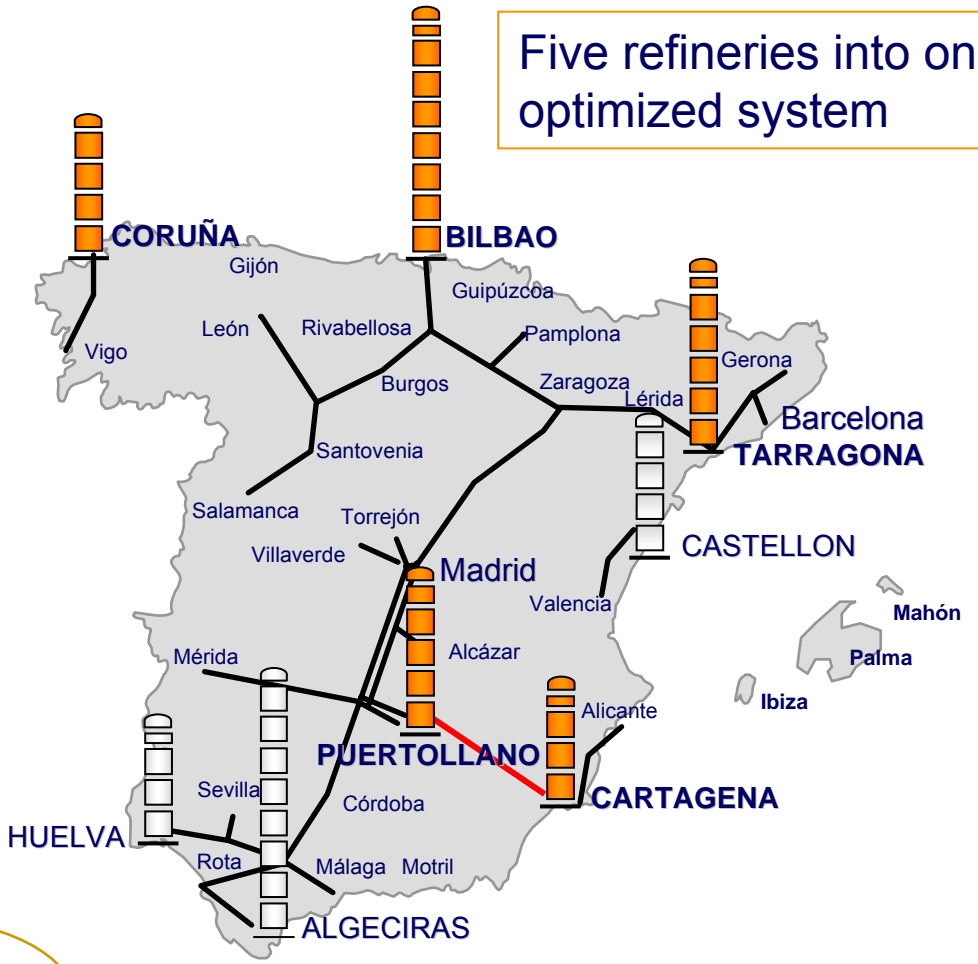 Five refineries into on
optimized system
CORUÑA
BILBAO
Gijón
Guipúzcoa
León
Rivabellosa
Pamplona
Vigo
Burgos
Zaragoza
Gerona
Lérida
Barcelona
Santovenia
TARRAGONA
Salamanca
Torrejón
Villaverde
CASTELLON
Madrid
Valencia
Mahón
Mérida
Alcázar
Palma
Ibiza
Alicante
PUERTOLLANO
Sevilla
Córdoba
CARTAGENA
HUELVA
Rota
Málaga
Motril
ALGECIRAS